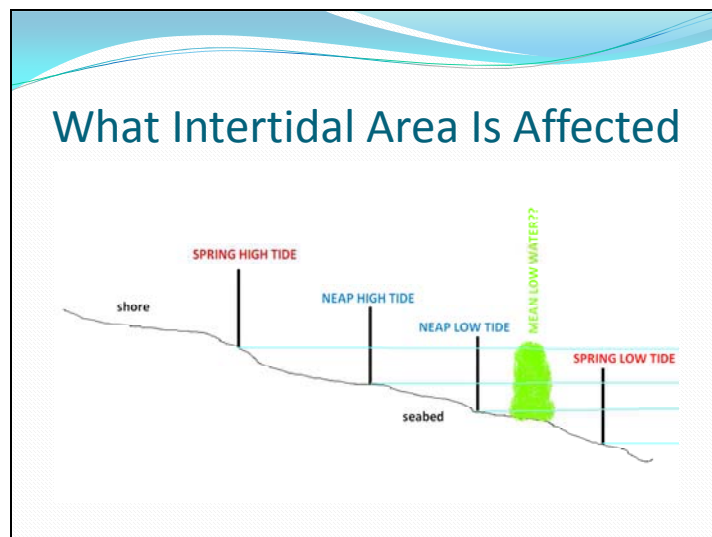 What Intertidal Area Is Affected
MEAN LOW WATER??
SPRING HIGH TIDE
NEAP HIGH TIDE
shore
NEAP LOW TIDE
SPRING LOW TIDE
seabed